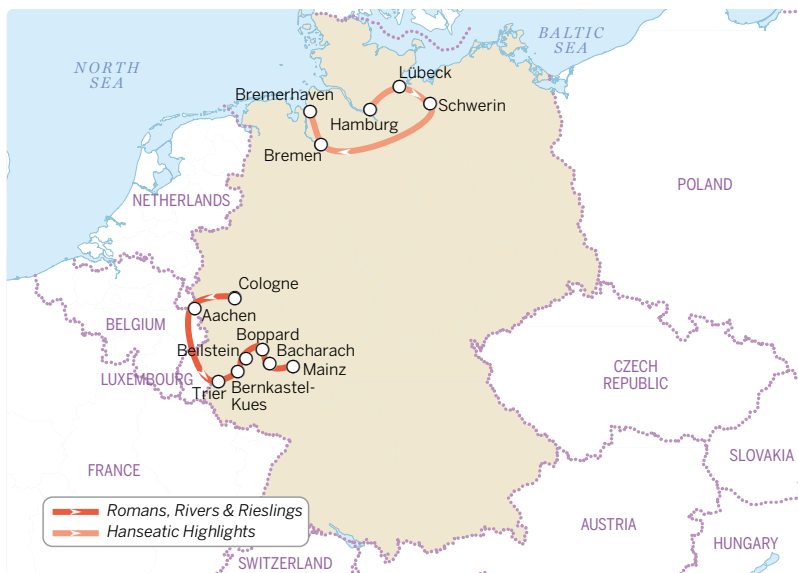 BALTIC
SEA
NORTH
SEA
Lübeck
Bremerhaven
Schwerin
Hamburg
Bremen
POLAND
NETHERLANDS
Cologne
Aachen
BELGIUM
Boppard
Beilstein
Bacharach
Mainz
CZECH
REPUBLIC
LUXEMBOURG
Trier
Bernkastel-
Kues
SLOVAKIA
FRANCE
Romans, Rivers & Rieslings
Hanseatic Highlights
AUSTRIA
HUNGARY
SWITZERLAND